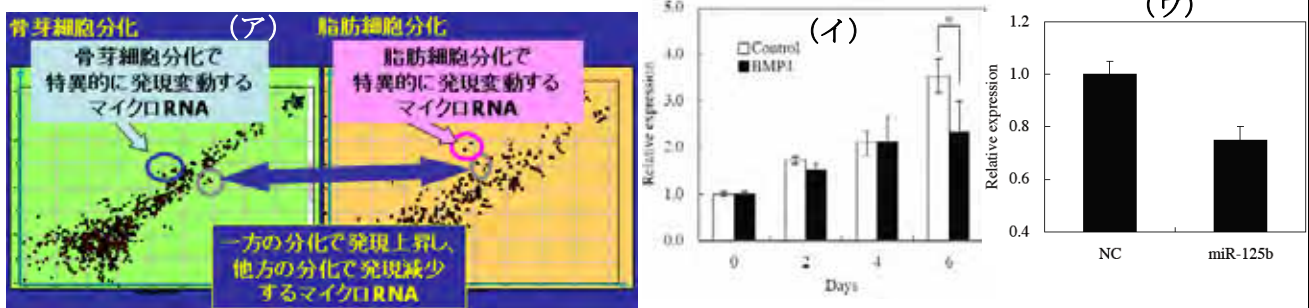 骨芽細胞分化
(ア)
脂肪細胞分化
骨芽細胞分化で
特異的に発現変動する
マイクロRNA
脂肪細胞分化で
特異的に発現変動する
マイクロRNA
一方の分化で発現上昇し、
他方の分化で発現減少
するマイクロRNA
(イ)
Relative expression
5.0
4.0
3.0
2.0
1.0
0.0
Control
BMP4
*
0
2
4
6
Days
(ウ)
Relative expression
1.2
1.0
0.8
0.6
0.4
NC
miR-125b